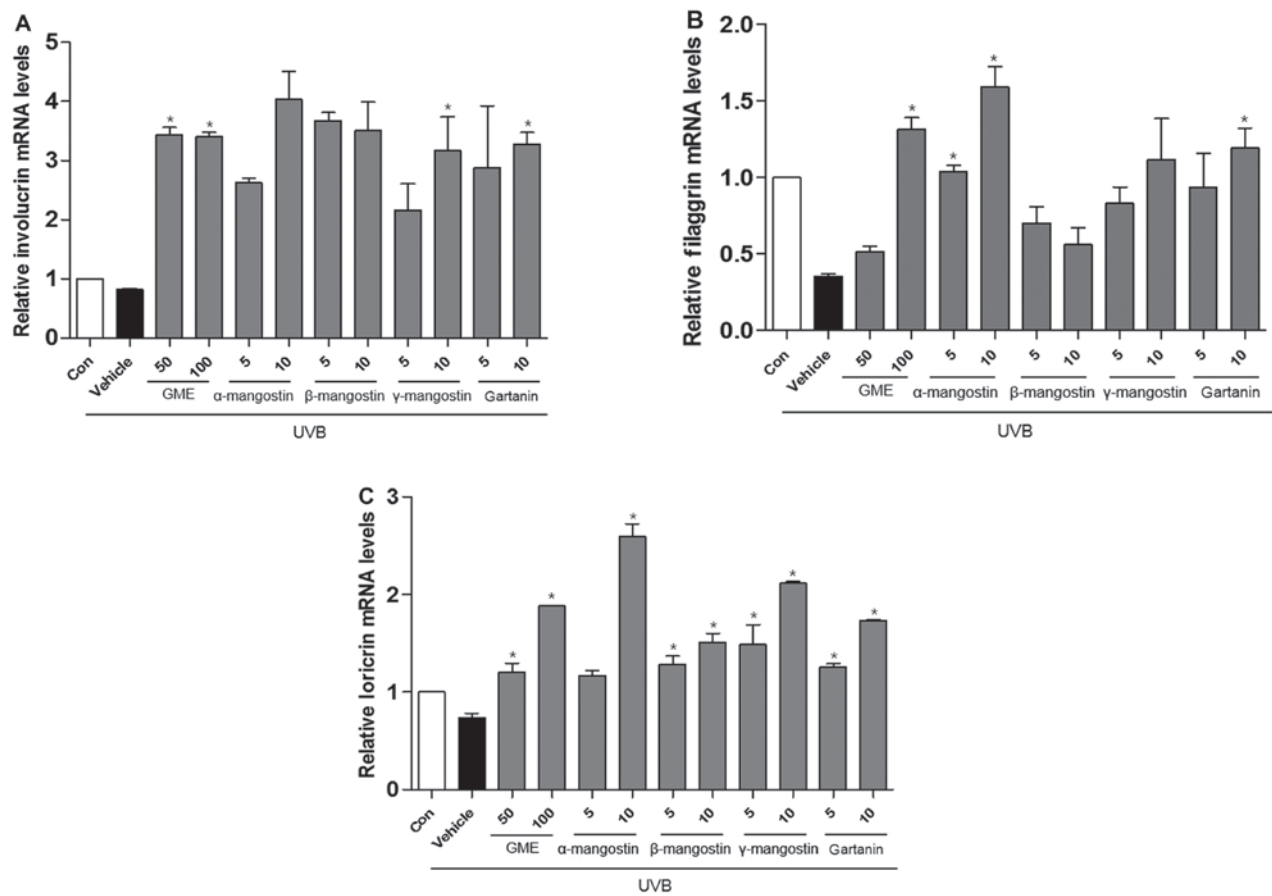 A
Relative involucrin mRNA levels
5
4
3
2
1
0
* * * *
Con Vehicle 50 100 5 10 5 10 5 10 5 10
GME α-mangostin β-mangostin γ-mangostin Gartanin
UVB
B
Relative filaggrin mRNA levels
2.0
1.5
1.0
0.5
0.0
* * * *
Con Vehicle 50 100 5 10 5 10 5 10 5 10
GME α-mangostin β-mangostin γ-mangostin Gartanin
UVB
C
Relative loricrin mRNA levels
3
2
1
0
* * * * * * * * *
Con Vehicle 50 100 5 10 5 10 5 10 5 10
GME α-mangostin β-mangostin γ-mangostin Gartanin
UVB